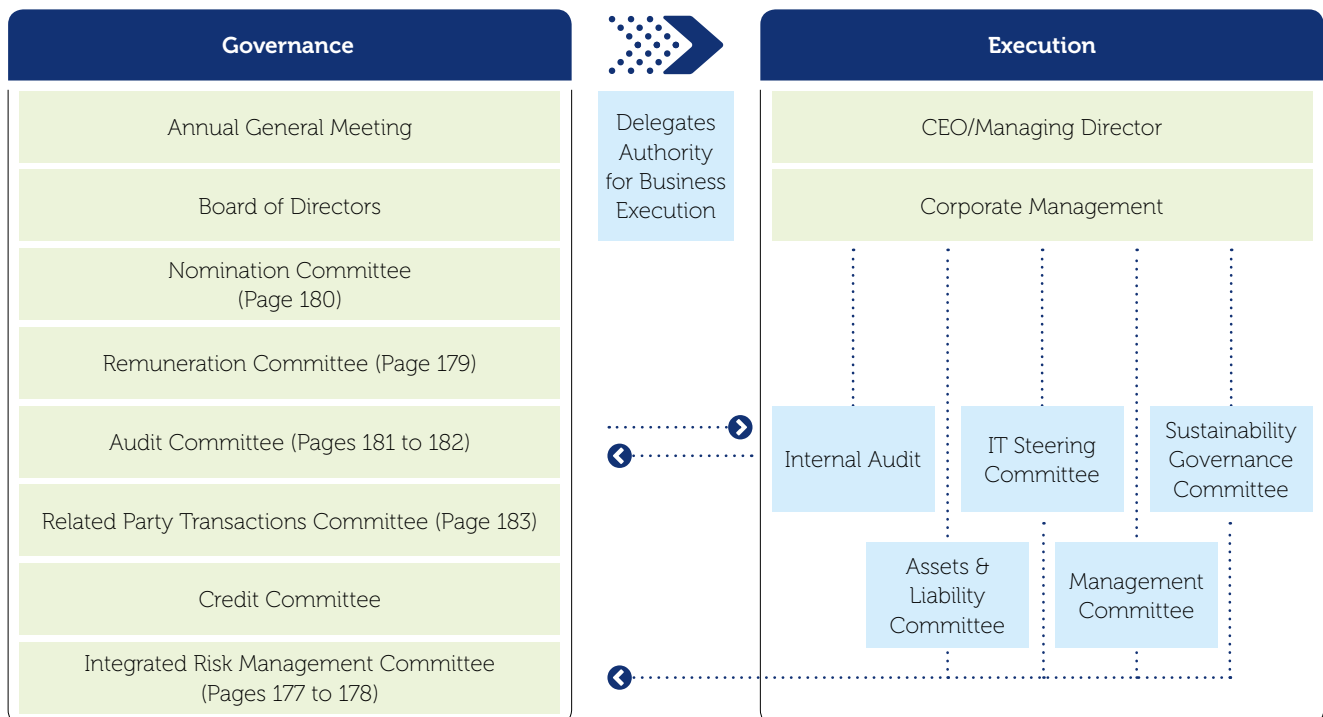 Governance
Annual General Meeting
Board of Directors
Nomination Committee
(Page 180)
Remuneration Committee (Page 179)
Audit Committee (Pages 181 to 182)
Related Party Transactions Committee (Page 183)
Credit Committee
Integrated Risk Management Committee
(Pages 177 to 178)
Delegates
Authority
for Business
Execution
Execution
CEO/Managing Director
Corporate Management
Internal Audit
IT Steering
Committee
Sustainability
Governance
Committee
Assets &
Liability
Committee
Management
Committee